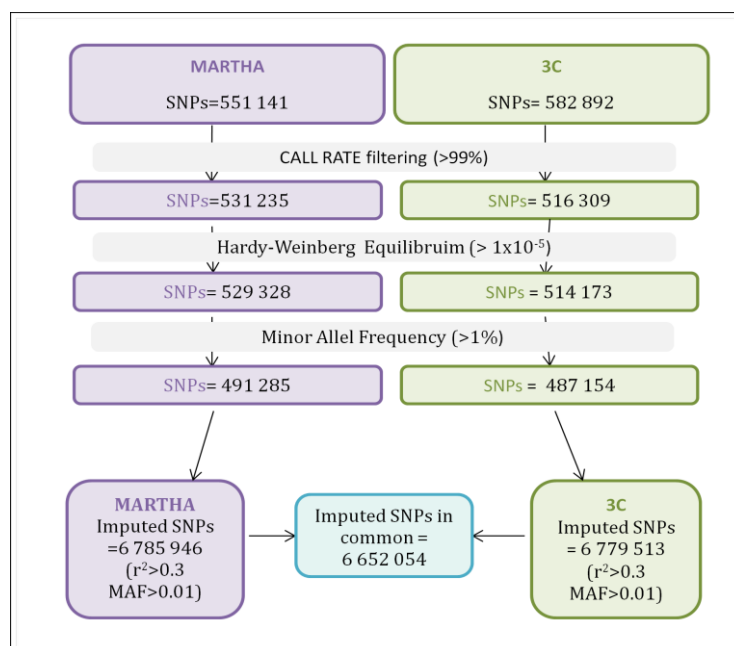 MARTHA
SNPs=551 141
3C
SNPs= 582 892
CALL RATE filtering (>99%)
SNPs=531 235
SNPs= 516 309
Hardy-Weinberg Equilibruim (> 1x10⁻⁵)
SNPs= 529 328
SNPs= 514 173
Minor Allel Frequency (>1%)
SNPs= 491 285
SNPs= 487 154
MARTHA
Imputed SNPs
=6 785 946
(r²>0.3
MAF>0.01)
Imputed SNPs in
common =
6 652 054
3C
Imputed SNPs
= 6 779 513
(r²>0.3
MAF>0.01)